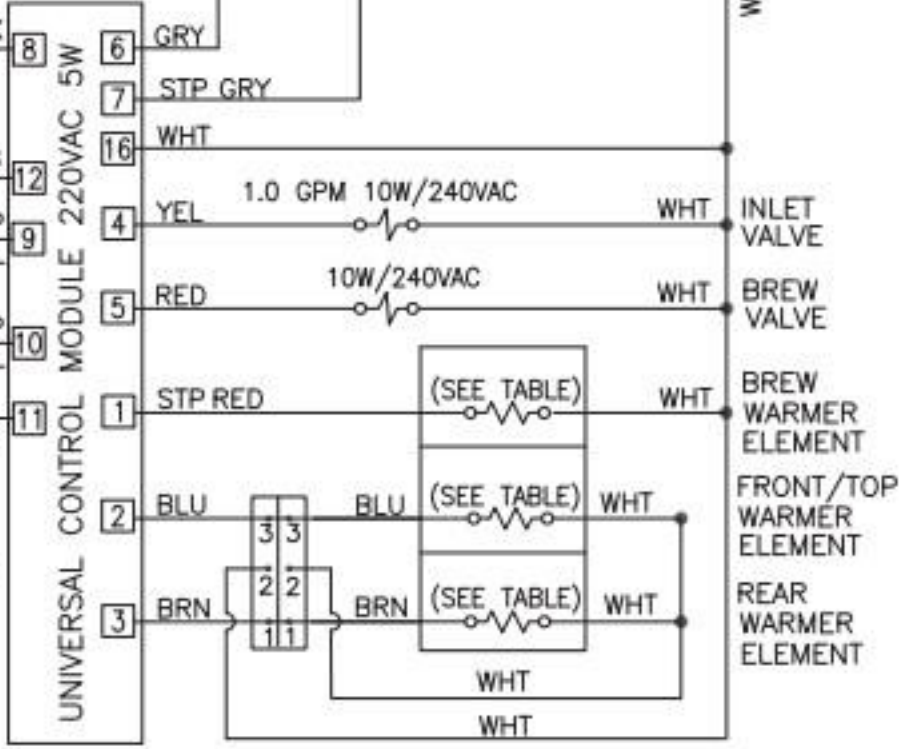 W
8
6
GRY
7
STP GRY
16
WHT
12
1.0 GPM 10W/240VAC
4
YEL
WHT
INLET
VALVE
9
10W/240VAC
5
RED
WHT
BREW
VALVE
10
(SEE TABLE)
11
1
STP RED
WHT
BREW
WARMER
ELEMENT
(SEE TABLE)
2
BLU
BLU
WHT
FRONT/TOP
WARMER
ELEMENT
3 3
2 2
1 1
(SEE TABLE)
3
BRN
BRN
WHT
REAR
WARMER
ELEMENT
WHT
WHT
UNIVERSAL CONTROL MODULE 220VAC 5W